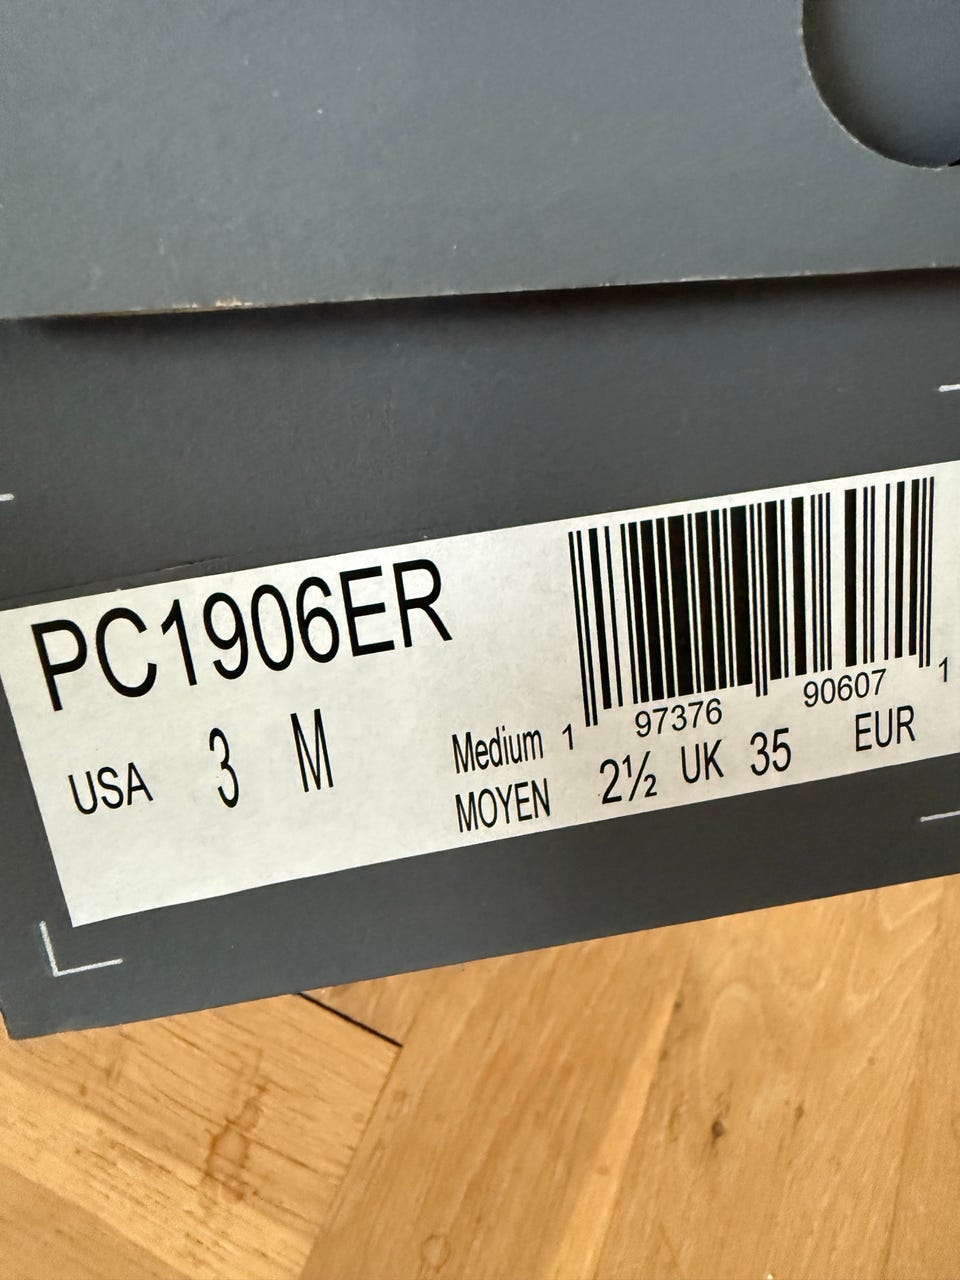 PC1906ER
USA 3 M
Medium
MOYEN
1 97376 90607 1
2½ UK 35 EUR